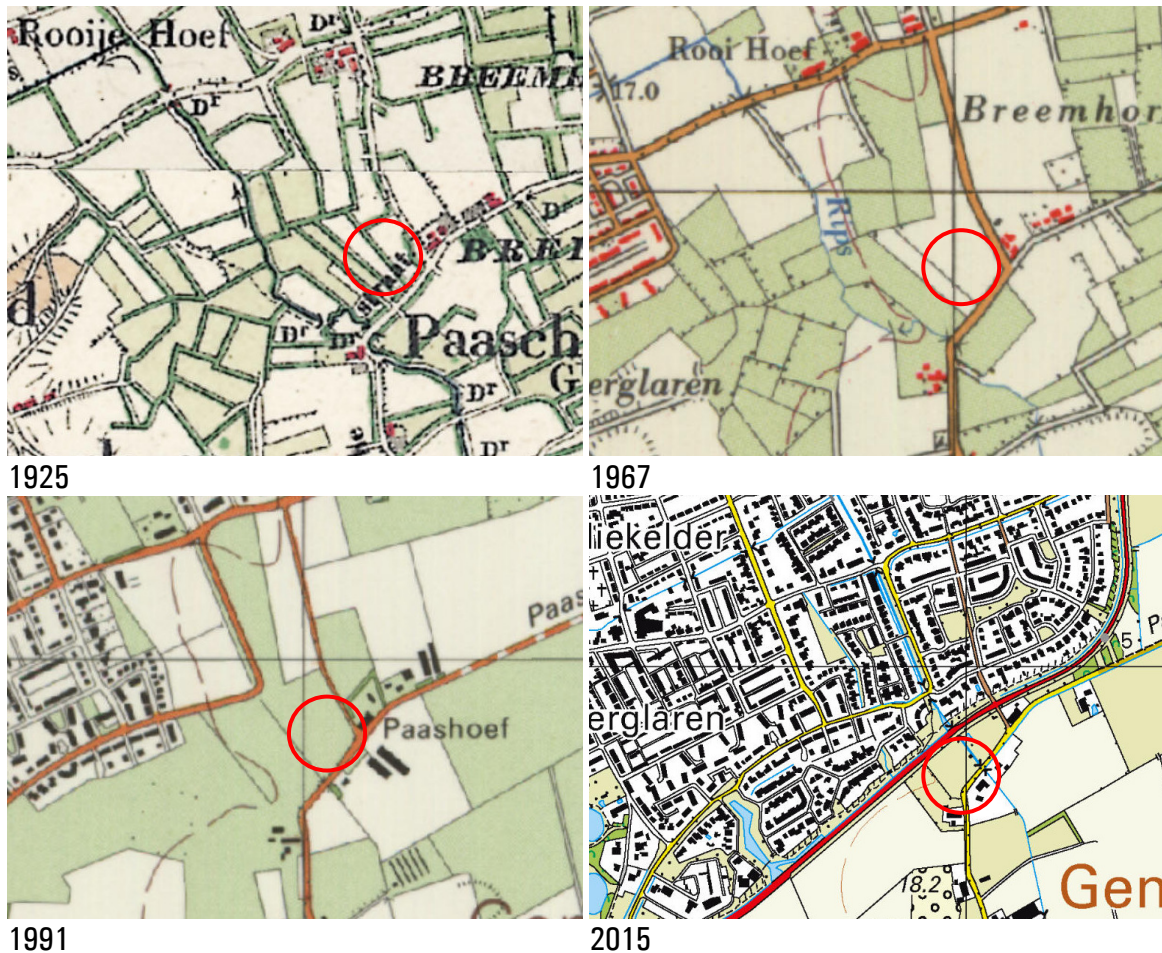 Rooije Hoef
Dr
BREEMH
Dr
Dr
BREE
Dr
Dr
Paasch
d
G
Dr
Dr
1925
Rooi Hoef
17.0
Breemhor
Rips
erglaren
1967
Paas
Paashoef
1991
liekelder
5
P
erglaren
18.2
Gen
2015